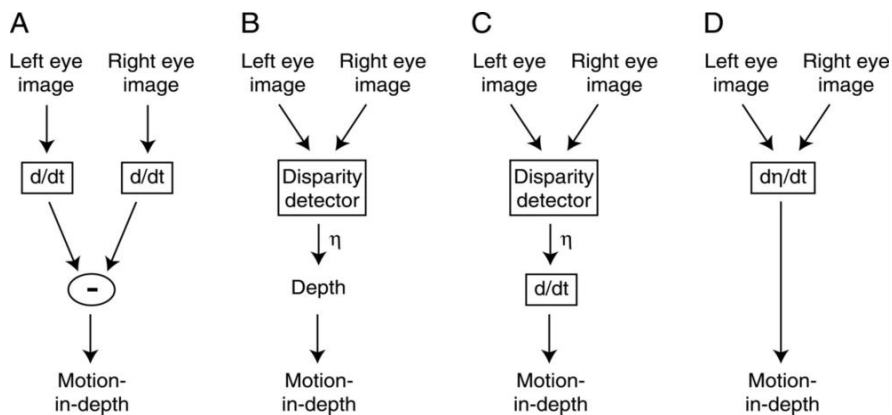 A
Left eye image
Right eye image
d/dt
d/dt
-
Motion-
in-depth
B
Left eye image
Right eye image
Disparity
detector
η
Depth
Motion-
in-depth
C
Left eye image
Right eye image
Disparity
detector
η
d/dt
Motion-
in-depth
D
Left eye image
Right eye image
dη/dt
Motion-
in-depth